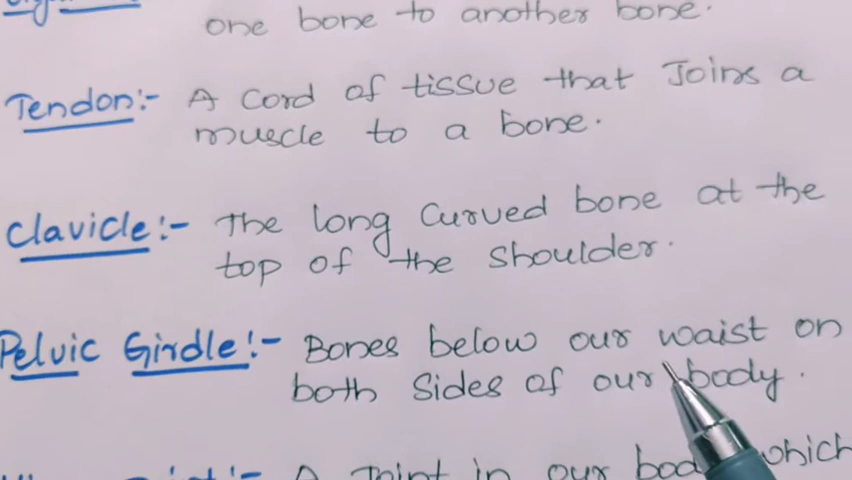 one bone to another bone.
Tendon:- A cord of tissue that Joins a
muscle to a bone.
Clavicle:- The long curved bone at the
top of the shoulder.
Pelvic Girdle:- Bones below our waist on
both sides of our body.
A Joint in our which